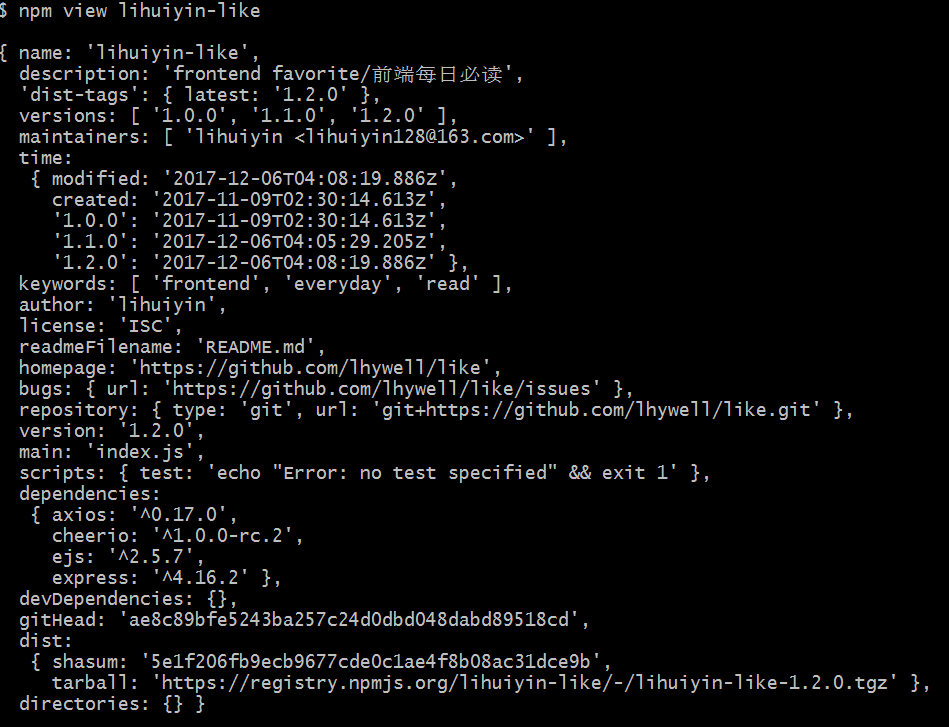 $ npm view lihuiyin-like
{ name: 'lihuiyin-like',
description: 'frontend favorite/前端每日必读',
'dist-tags': { latest: '1.2.0' },
versions: [ '1.0.0', '1.1.0', '1.2.0' ],
maintainers: [ 'lihuiyin <lihuiyin128@163.com>' ],
time:
{ modified: '2017-12-06T04:08:19.886Z',
created: '2017-11-09T02:30:14.613Z',
'1.0.0': '2017-11-09T02:30:14.613Z',
'1.1.0': '2017-12-06T04:05:29.205Z',
'1.2.0': '2017-12-06T04:08:19.886Z' },
keywords: [ 'frontend', 'everyday', 'read' ],
author: 'lihuiyin',
license: 'ISC',
readmeFilename: 'README.md',
homepage: 'https://github.com/lhywell/like',
bugs: { url: 'https://github.com/lhywell/like/issues' },
repository: { type: 'git', url: 'git+https://github.com/lhywell/like.git' },
version: '1.2.0',
main: 'index.js',
scripts: { test: 'echo "Error: no test specified" && exit 1' },
dependencies:
{ axios: '^0.17.0',
cheerio: '^1.0.0-rc.2',
ejs: '^2.5.7',
express: '^4.16.2' },
devDependencies: {},
gitHead: 'ae8c89bfe5243ba257c24d0dbd048dabd89518cd',
dist:
{ shasum: '5e1f206fb9ecb9677cde0c1ae4f8b08ac31dce9b',
tarball: 'https://registry.npmjs.org/lihuiyin-like/-/lihuiyin-like-1.2.0.tgz' },
directories: {} }